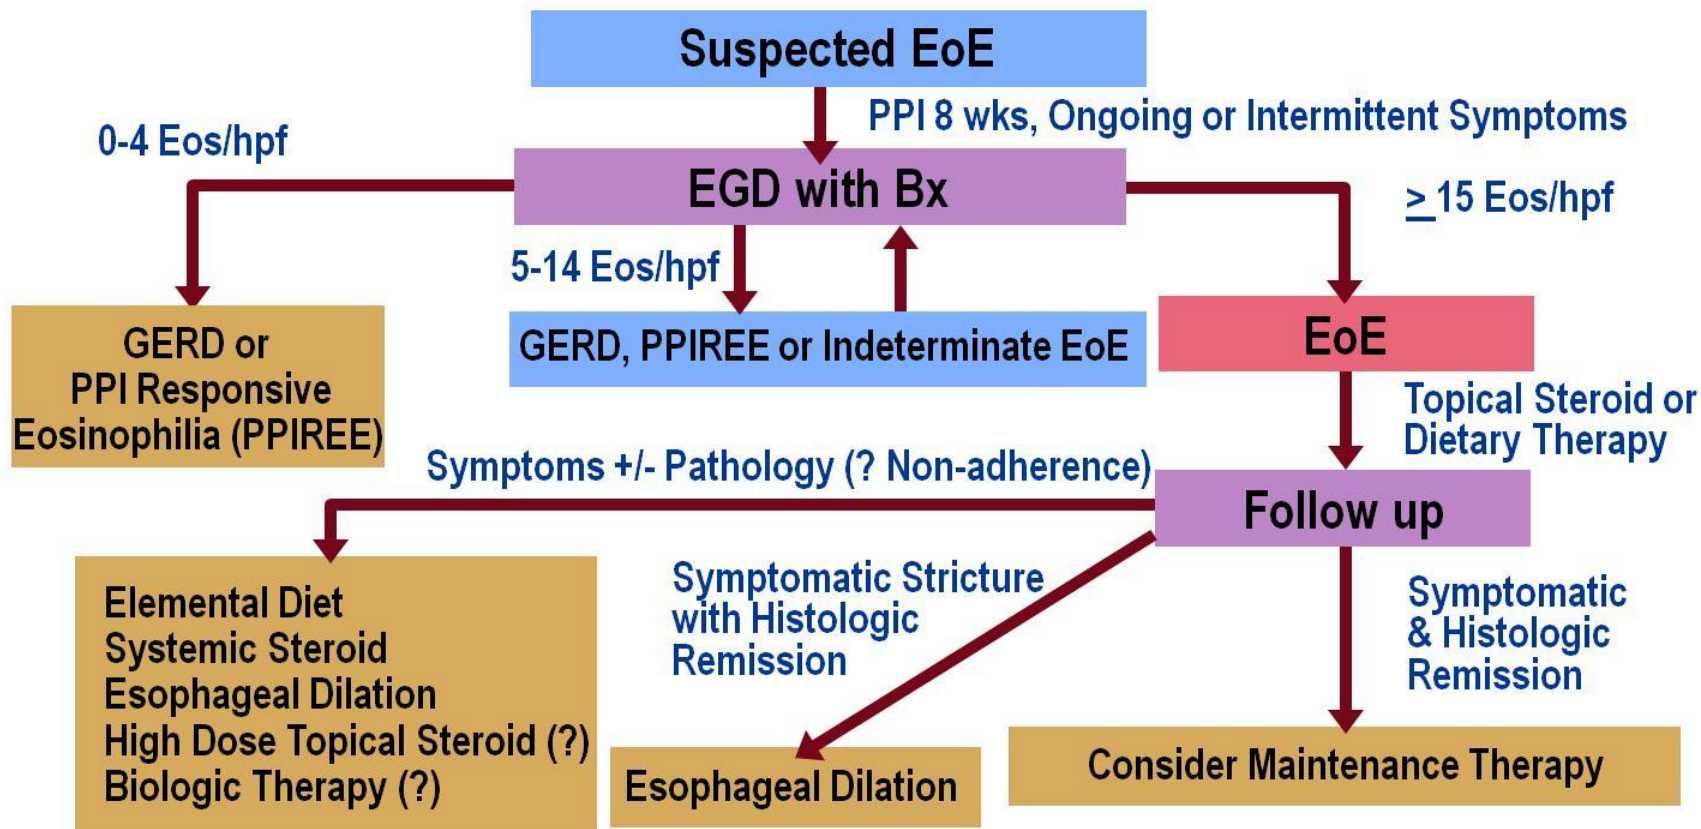 Suspected EoE
PPI 8 wks, Ongoing or Intermittent Symptoms
0-4 Eos/hpf
EGD with Bx
≥ 15 Eos/hpf
5-14 Eos/hpf
GERD or
PPI Responsive
Eosinophilia (PPIREE)
GERD, PPIREE or Indeterminate EoE
EoE
Topical Steroid or
Dietary Therapy
Symptoms +/- Pathology (? Non-adherence)
Follow up
Elemental Diet
Systemic Steroid
Esophageal Dilation
High Dose Topical Steroid (?)
Biologic Therapy (?)
Symptomatic Stricture
with Histologic
Remission
Symptomatic
& Histologic
Remission
Esophageal Dilation
Consider Maintenance Therapy